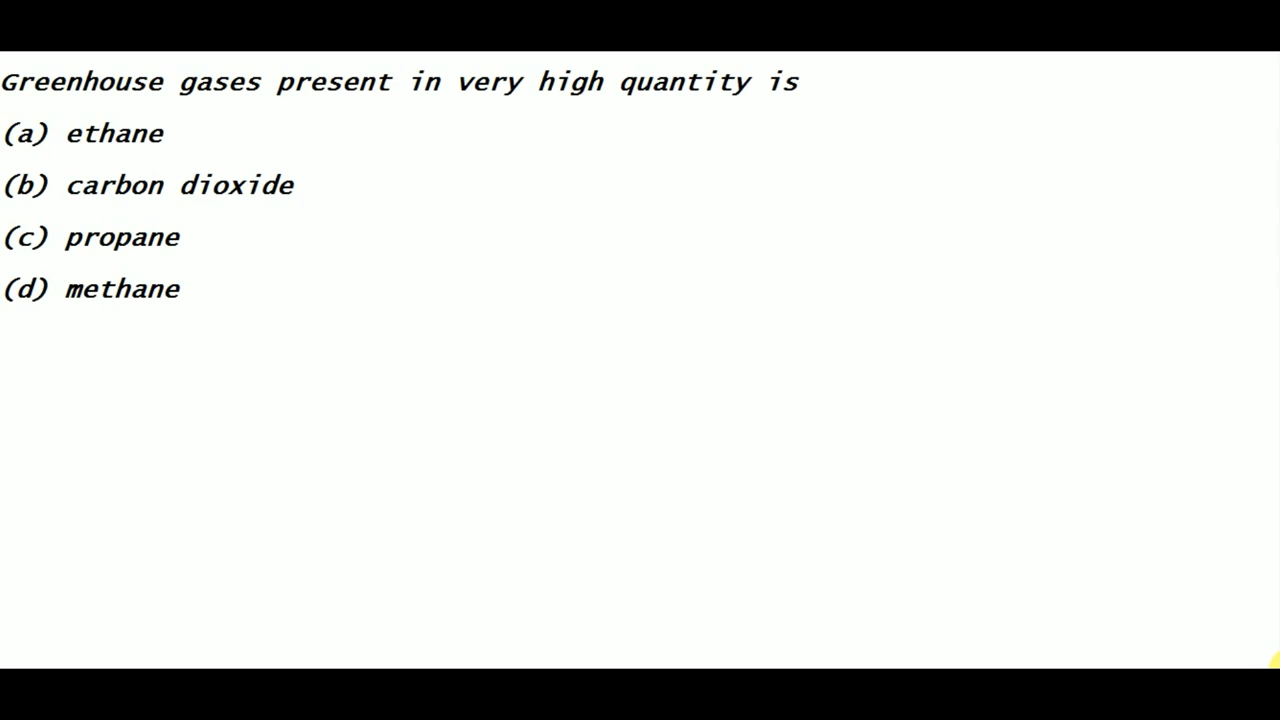 Greenhouse gases present in very high quantity is
(a) ethane
(b) carbon dioxide
(c) propane
(d) methane